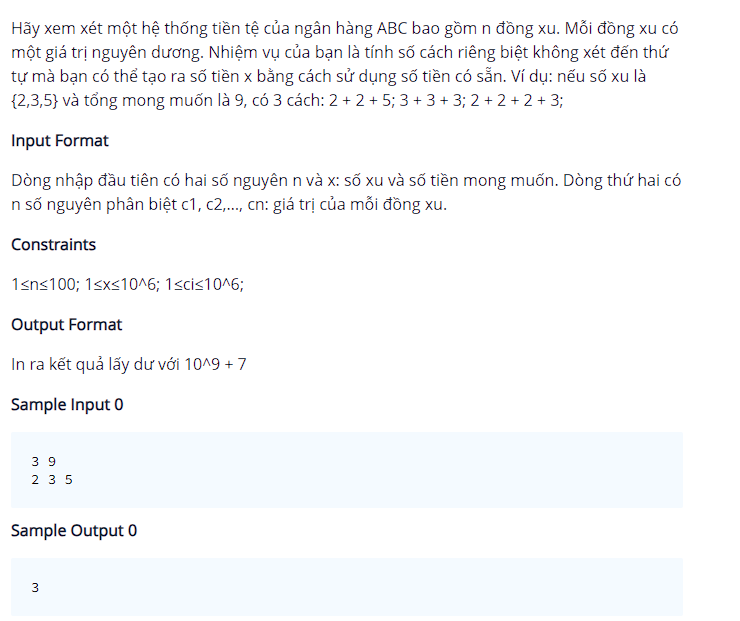 Hãy xem xét một hệ thống tiền tệ của ngân hàng ABC bao gồm n đồng xu. Mỗi đồng xu có
một giá trị nguyên dương. Nhiệm vụ của bạn là tính số cách riêng biệt không xét đến thứ
tự mà bạn có thể tạo ra số tiền x bằng cách sử dụng số tiền có sẵn. Ví dụ: nếu số xu là
{2,3,5} và tổng mong muốn là 9, có 3 cách: 2 + 2 + 5; 3 + 3 + 3; 2 + 2 + 2 + 3;
Input Format
Dòng nhập đầu tiên có hai số nguyên n và x: số xu và số tiền mong muốn. Dòng thứ hai có
n số nguyên phân biệt c1, c2,..., cn: giá trị của mỗi đồng xu.
Constraints
1≤n≤100; 1≤x≤10^6; 1≤ci≤10^6;
Output Format
In ra kết quả lấy dư với 10^9 + 7
Sample Input 0
3 9
2 3 5
Sample Output 0
3